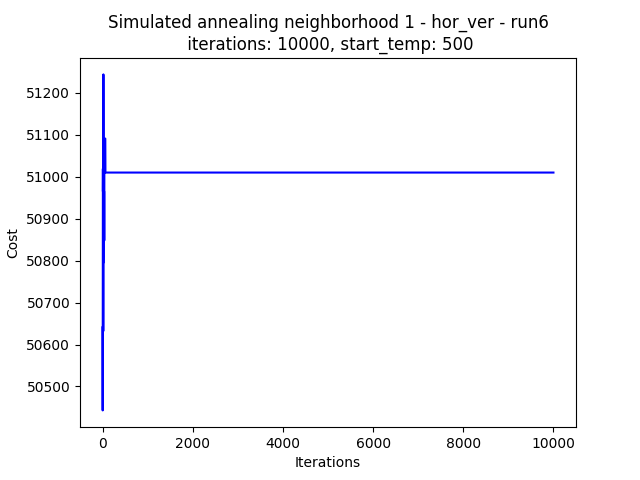 Simulated annealing neighborhood 1 - hor_ver - run6
iterations: 10000, start_temp: 500
51200
51100
51000
50900
50800
50700
50600
50500
Cost
0 2000 4000 6000 8000 10000
Iterations